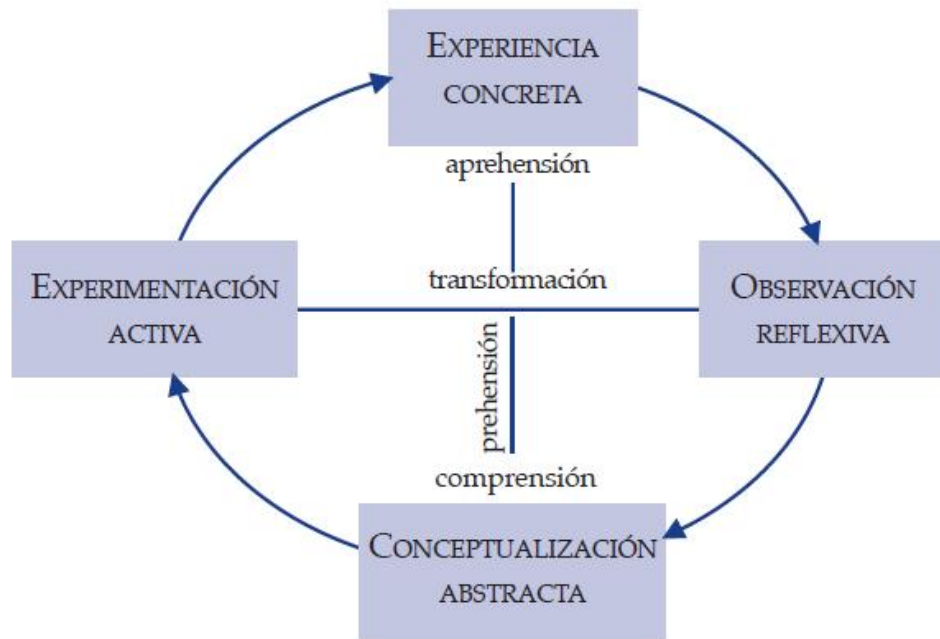 EXPERIENCIA
CONCRETA
aprehensión
transformación
EXPERIMENTACIÓN
ACTIVA
OBSERVACIÓN
REFLEXIVA
prehensión
comprensión
CONCEPTUALIZACIÓN
ABSTRACTA